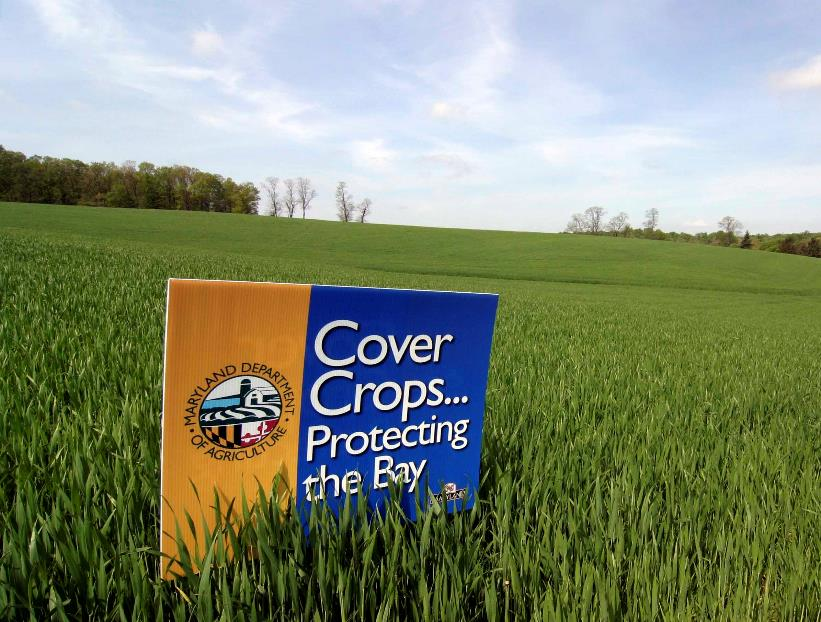 MARYLAND DEPARTMENT
• OF AGRICULTURE •
Cover
Crops...
Protecting
the Bay